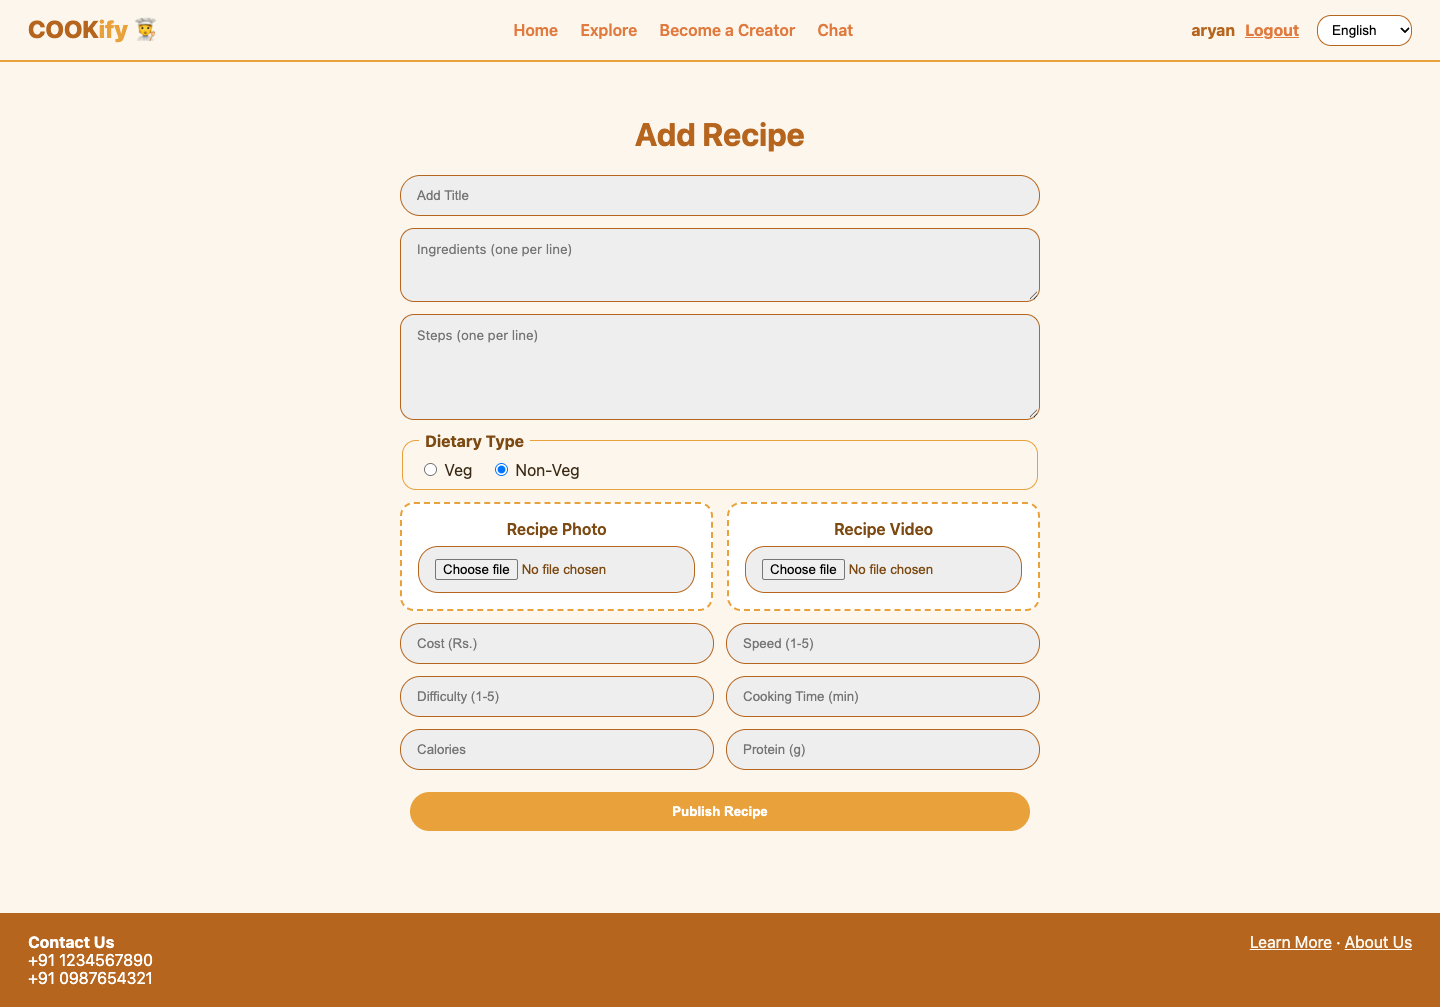 COOKify
Home Explore Become a Creator Chat
aryan Logout English
Add Recipe
Add Title
Ingredients (one per line)
Steps (one per line)
Dietary Type
Veg Non-Veg
Recipe Photo Recipe Video
Choose file No file chosen Choose file No file chosen
Cost (Rs.) Speed (1-5)
Difficulty (1-5) Cooking Time (min)
Calories Protein (g)
Publish Recipe
Contact Us Learn More · About Us
+91 1234567890
+91 0987654321